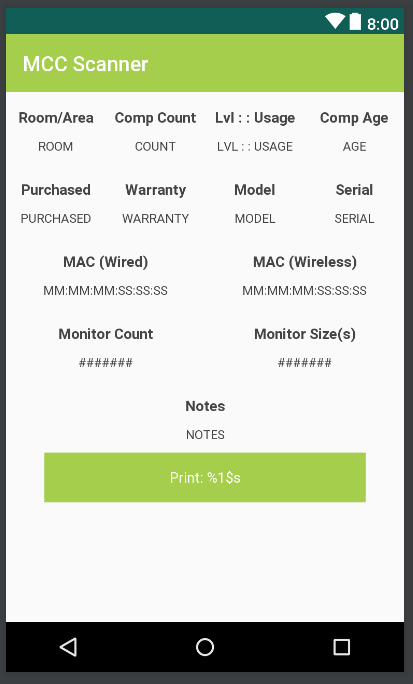 8:00
MCC Scanner
Room/Area Comp Count Lvl : : Usage Comp Age
ROOM COUNT LVL : : USAGE AGE
Purchased Warranty Model Serial
PURCHASED WARRANTY MODEL SERIAL
MAC (Wired) MAC (Wireless)
MM:MM:MM:SS:SS:SS MM:MM:MM:SS:SS:SS
Monitor Count Monitor Size(s)
####### #######
Notes
NOTES
Print: %1$s